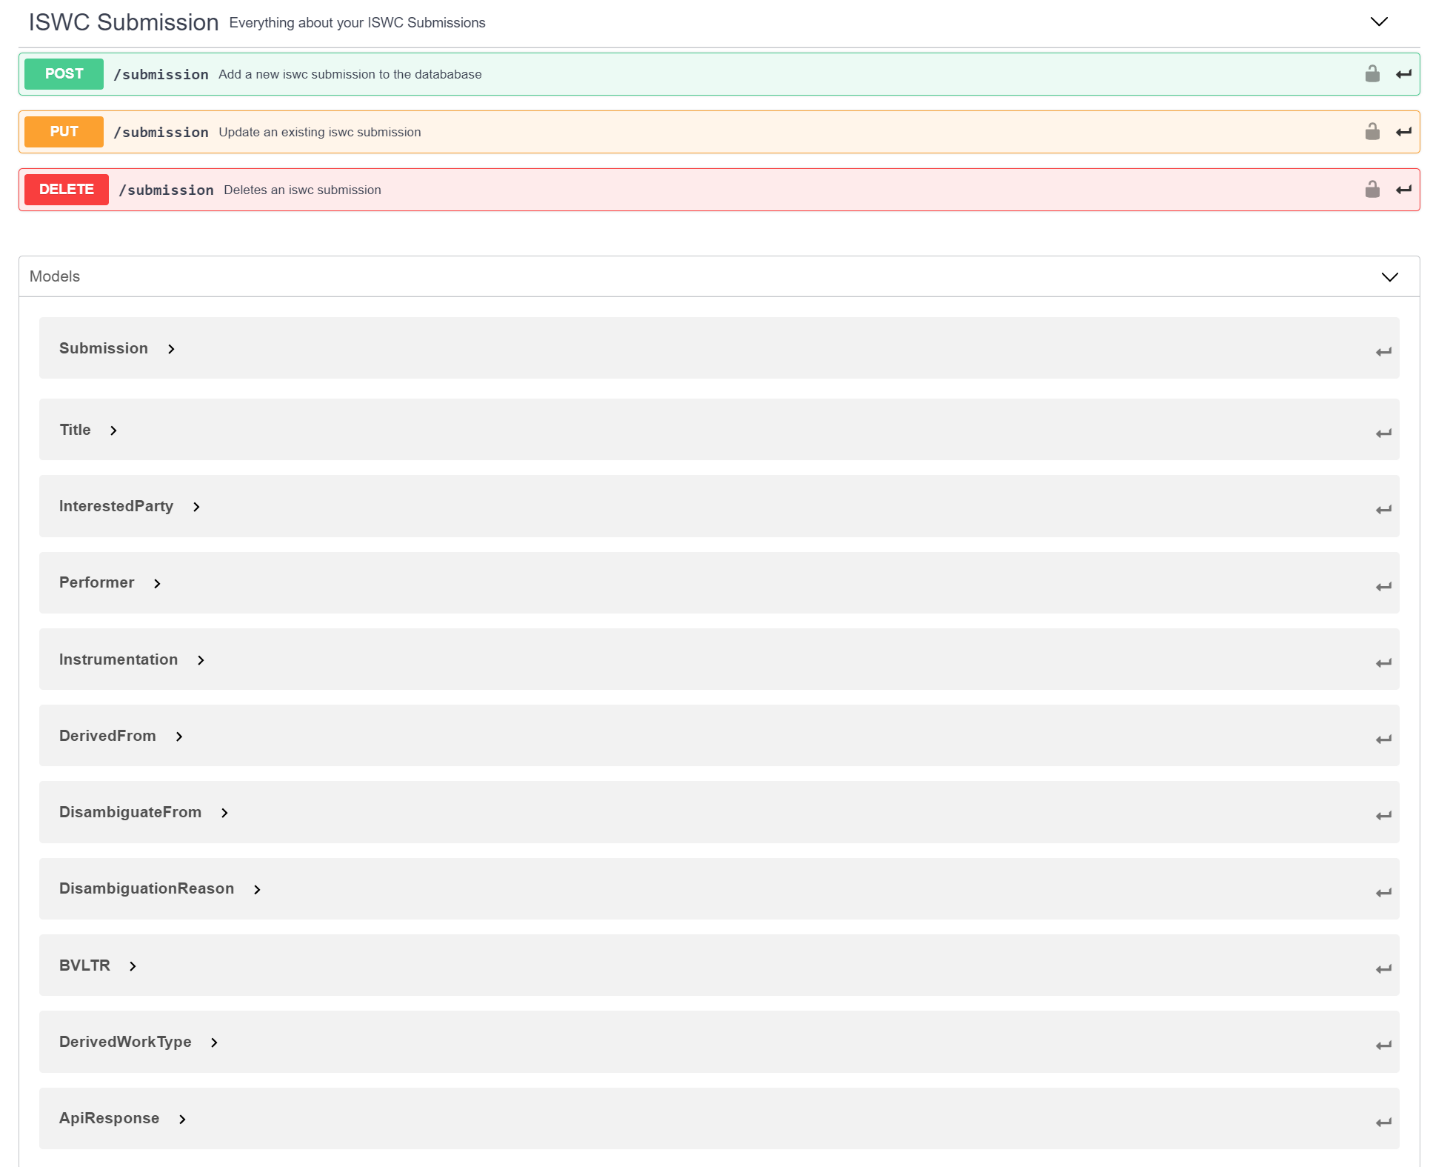 ISWC Submission Everything about your ISWC Submissions
POST /submission Add a new iswc submission to the datababase
PUT /submission Update an existing iswc submission
DELETE /submission Deletes an iswc submission
Models
Submission
Title
InterestedParty
Performer
Instrumentation
DerivedFrom
DisambiguateFrom
DisambiguationReason
BVLTR
DerivedWorkType
ApiResponse